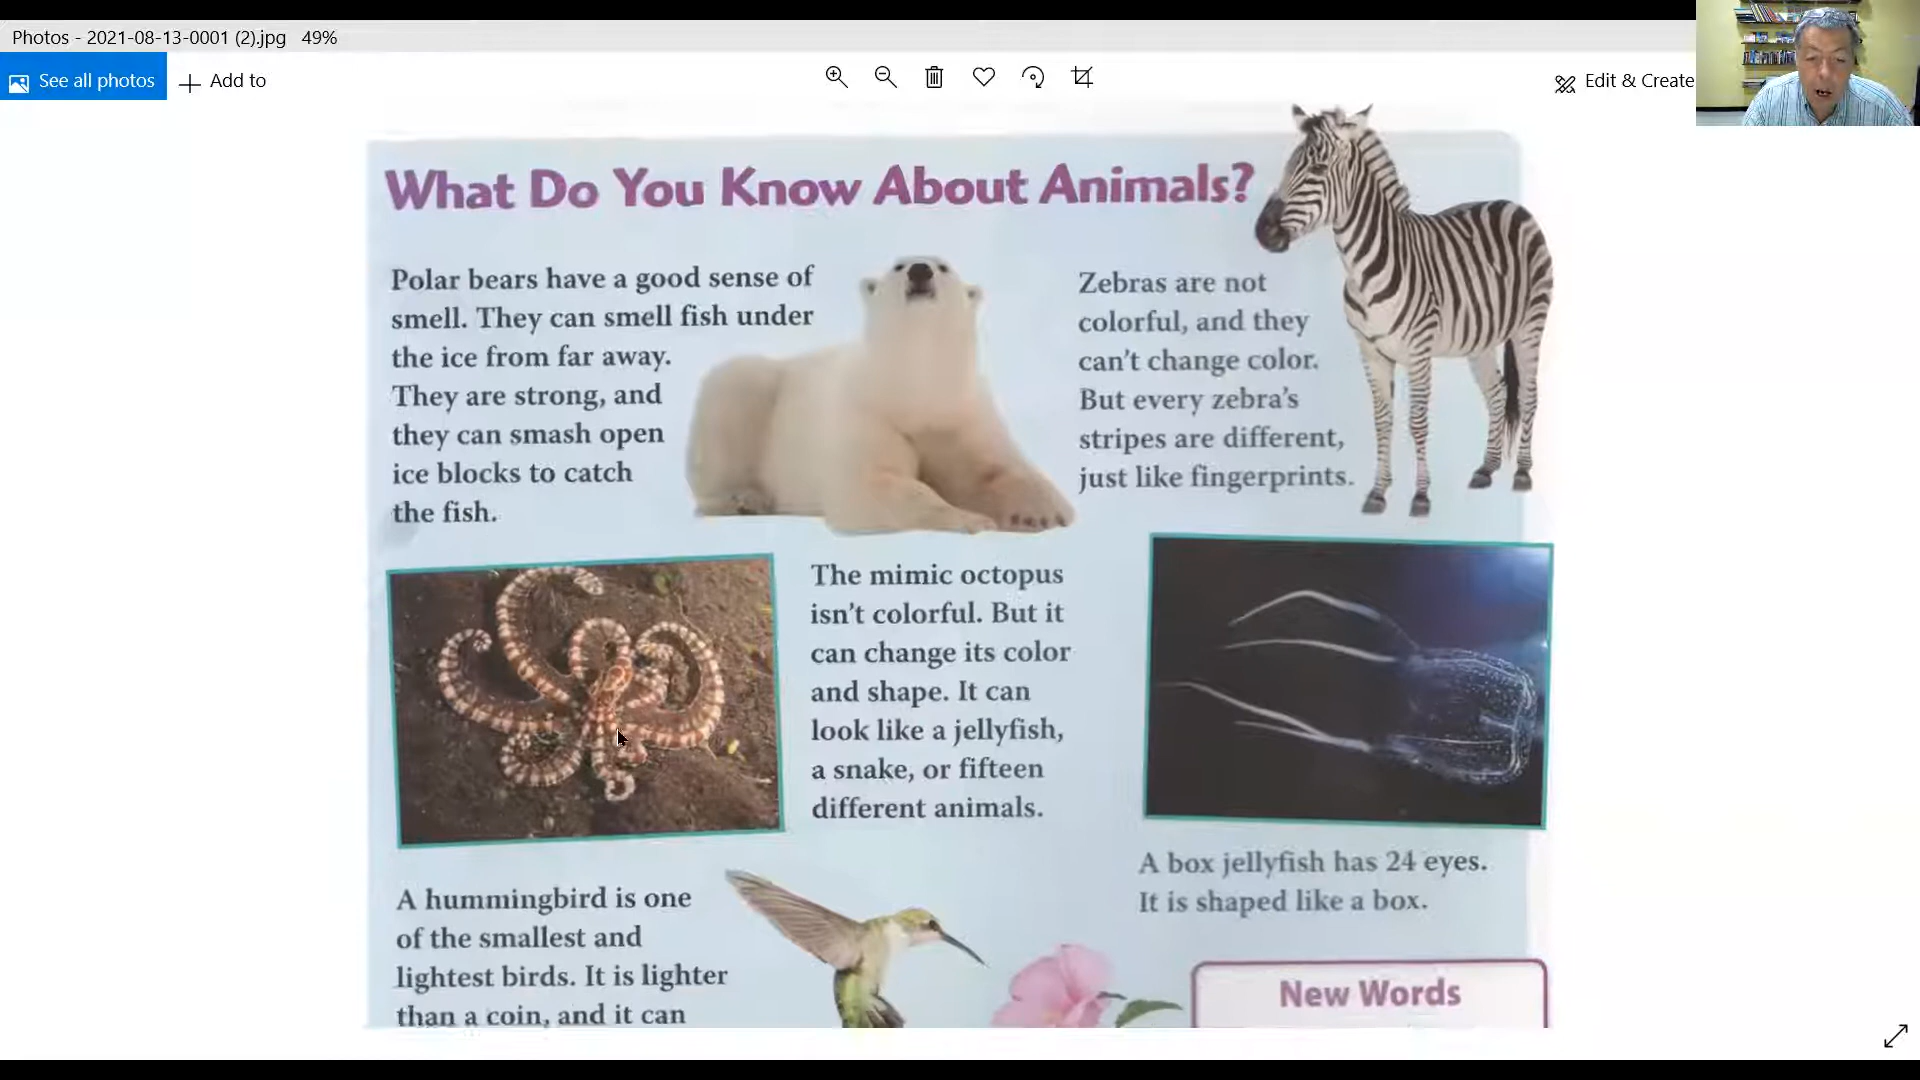 Photos - 2021-08-13-0001 (2).jpg 49%
See all photos
Add to
Edit & Create
What Do You Know About Animals?
Polar bears have a good sense of
smell. They can smell fish under
the ice from far away.
They are strong, and
they can smash open
ice blocks to catch
the fish.
Zebras are not
colorful, and they
can't change color.
But every zebra's
stripes are different,
just like fingerprints.
The mimic octopus
isn't colorful. But it
can change its color
and shape. It can
look like a jellyfish,
a snake, or fifteen
different animals.
A box jellyfish has 24 eyes.
It is shaped like a box.
A hummingbird is one
of the smallest and
lightest birds. It is lighter
than a coin, and it can
New Words